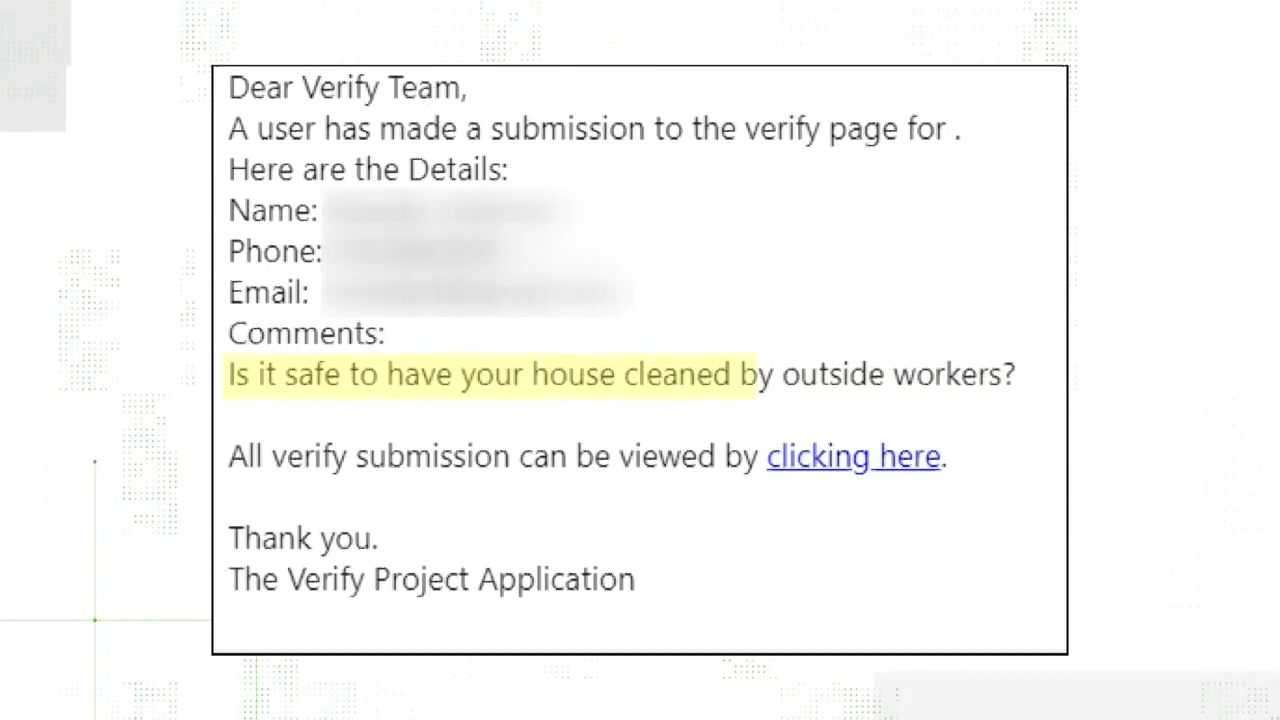 Dear Verify Team,
A user has made a submission to the verify page for .
Here are the Details:
Name:
Phone:
Email:
Comments:
Is it safe to have your house cleaned by outside workers?
All verify submission can be viewed by clicking here.
Thank you.
The Verify Project Application